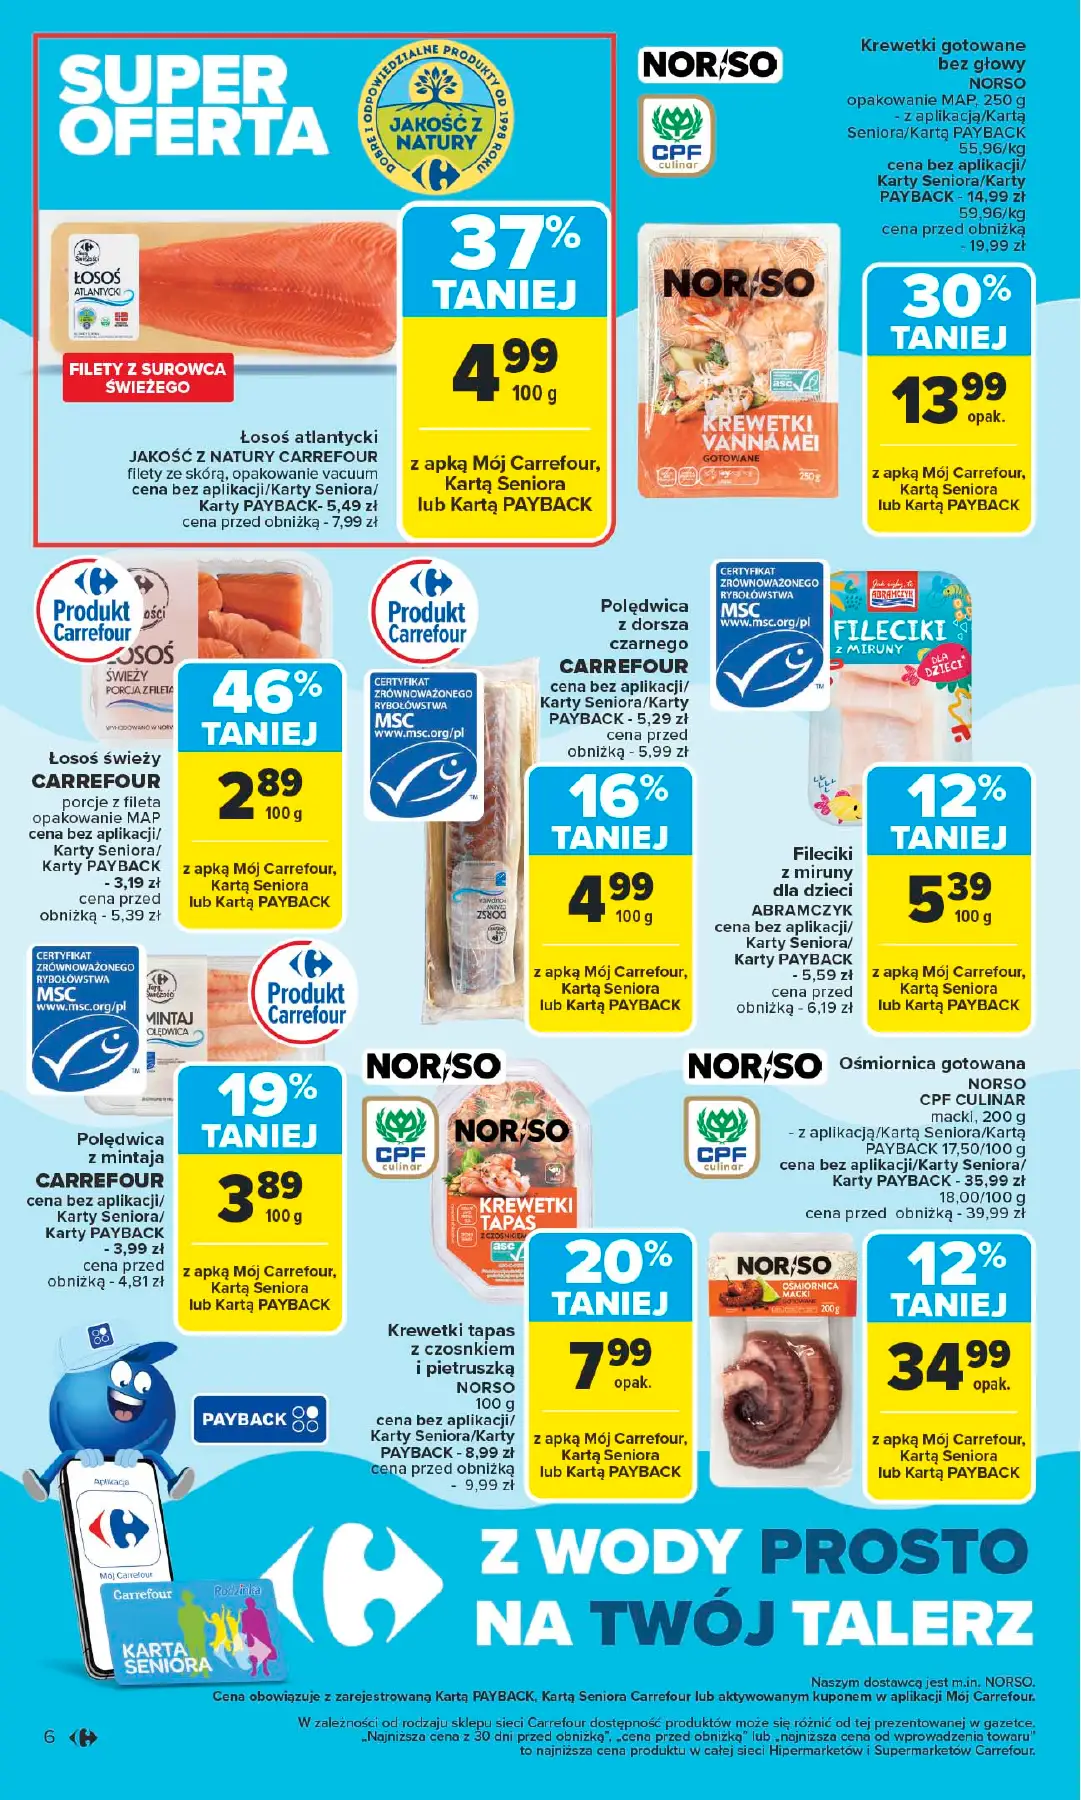 SUPER
OFERTA
DOBRE I ODPOWIEDZIALNE PRODUKTY OD 1998 ROKU
JAKOŚĆ Z
NATURY
ŁOSOŚ
ATLANTYCKI
FILETY Z SUROWCA
ŚWIEŻEGO
37%
TANIEJ
4 99
100 g
z apką Mój Carrefour,
Kartą Seniora
lub Kartą PAYBACK
Łosoś atlantycki
JAKOŚĆ Z NATURY CARREFOUR
filety ze skórą, opakowanie vacuum
cena bez aplikacji/Karty Seniora/
Karty PAYBACK- 5,49 zł
cena przed obniżką - 7,99 zł
NORSO
CPF
culinar
Krewetki gotowane
bez głowy
NORSO
opakowanie MAP, 250 g
- z aplikacją/Kartą
Seniora/Kartą PAYBACK
55,96/kg
cena bez aplikacji/
Karty Seniora/Karty
PAYBACK - 14,99 zł
59,96/kg
cena przed obniżką
- 19,99 zł
NORSO
asc
KREWETKI
VANNAMEI
GOTOWANE
250g
30%
TANIEJ
13 99
opak.
z apką Mój Carrefour,
Kartą Seniora
lub Kartą PAYBACK
Produkt
Carrefour
ŁOSOŚ
ŚWIEŻY
PORCJA Z FILETA
46%
TANIEJ
2 89
100 g
z apką Mój Carrefour,
Kartą Seniora
lub Kartą PAYBACK
Łosoś świeży
CARREFOUR
porcje z fileta
opakowanie MAP
cena bez aplikacji/
Karty Seniora/
Karty PAYBACK
- 3,19 zł
cena przed
obniżką - 5,39 zł
Produkt
Carrefour
CERTYFIKAT
ZRÓWNOWAŻONEGO
RYBOŁÓWSTWA
MSC
www.msc.org/pl
TM
DORSZ
CZARNY
POLĘDWICA
Polędwica
z dorsza
czarnego
CARREFOUR
cena bez aplikacji/
Karty Seniora/Karty
PAYBACK - 5,29 zł
cena przed
obniżką - 5,99 zł
16%
TANIEJ
4 99
100 g
z apką Mój Carrefour,
Kartą Seniora
lub Kartą PAYBACK
CERTYFIKAT
ZRÓWNOWAŻONEGO
RYBOŁÓWSTWA
MSC
www.msc.org/pl
TM
ABRAMCZYK
FILECIKI
Z MIRUNY
DLA
DZIECI
Fileciki
z miruny
dla dzieci
ABRAMCZYK
cena bez aplikacji/
Karty Seniora/
Karty PAYBACK
- 5,59 zł
cena przed
obniżką - 6,19 zł
12%
TANIEJ
5 39
100 g
z apką Mój Carrefour,
Kartą Seniora
lub Kartą PAYBACK
CERTYFIKAT
ZRÓWNOWAŻONEGO
RYBOŁÓWSTWA
MSC
www.msc.org/pl
TM
MINTAJ
POLĘDWICA
Produkt
Carrefour
19%
TANIEJ
3 89
100 g
z apką Mój Carrefour,
Kartą Seniora
lub Kartą PAYBACK
Polędwica
z mintaja
CARREFOUR
cena bez aplikacji/
Karty Seniora/
Karty PAYBACK
- 3,99 zł
cena przed
obniżką - 4,81 zł
NORSO
CPF
culinar
NORSO
KREWETKI
TAPAS
Z CZOSNKIEM
asc
Krewetki tapas
z czosnkiem
i pietruszką
NORSO
100 g
cena bez aplikacji/
Karty Seniora/Karty
PAYBACK - 8,99 zł
cena przed obniżką
- 9,99 zł
20%
TANIEJ
7 99
opak.
z apką Mój Carrefour,
Kartą Seniora
lub Kartą PAYBACK
NORSO
CPF
culinar
Ośmiornica gotowana
NORSO
CPF CULINAR
macki, 200 g
- z aplikacją/Kartą Seniora/Kartą
PAYBACK 17,50/100 g
cena bez aplikacji/Karty Seniora/
Karty PAYBACK - 35,99 zł
18,00/100 g
cena przed obniżką - 39,99 zł
NORSO
OŚMIORNICA
MACKI
GOTOWANE
200g
12%
TANIEJ
34 99
opak.
z apką Mój Carrefour,
Kartą Seniora
lub Kartą PAYBACK
PAYBACK
Aplikacja
Mój Carrefour
Carrefour
Rodzinka
KARTA
SENIORA
Z WODY PROSTO
NA TWÓJ TALERZ
Naszym dostawcą jest m.in. NORSO.
Cena obowiązuje z zarejestrowaną Kartą PAYBACK, Kartą Seniora Carrefour lub aktywowanym kuponem w aplikacji Mój Carrefour.
W zależności od rodzaju sklepu sieci Carrefour dostępność produktów może się różnić od tej prezentowanej w gazetce.
„Najniższa cena z 30 dni przed obniżką", „cena przed obniżką" lub „najniższa cena od wprowadzenia towaru"
to najniższa cena produktu w całej sieci Hipermarketów i Supermarketów Carrefour.
6